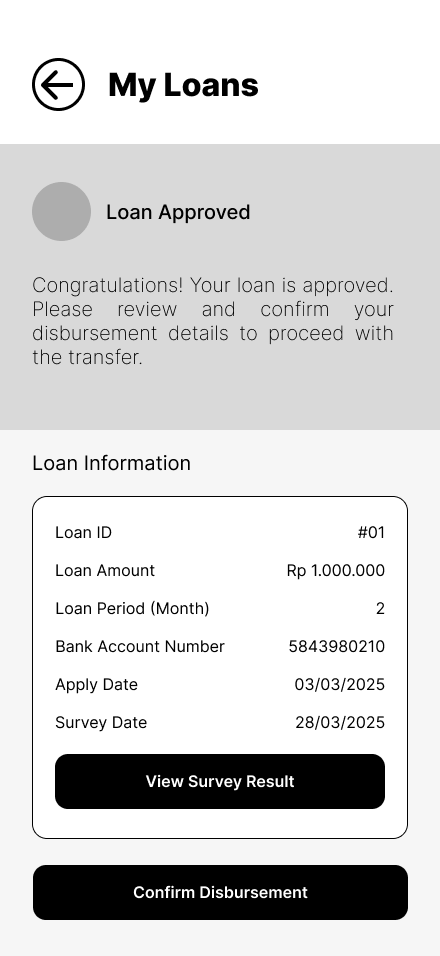 My Loans
Loan Approved
Congratulations! Your loan is approved.
Please review and confirm your
disbursement details to proceed with
the transfer.
Loan Information
Loan ID #01
Loan Amount Rp 1.000.000
Loan Period (Month) 2
Bank Account Number 5843980210
Apply Date 03/03/2025
Survey Date 28/03/2025
View Survey Result
Confirm Disbursement